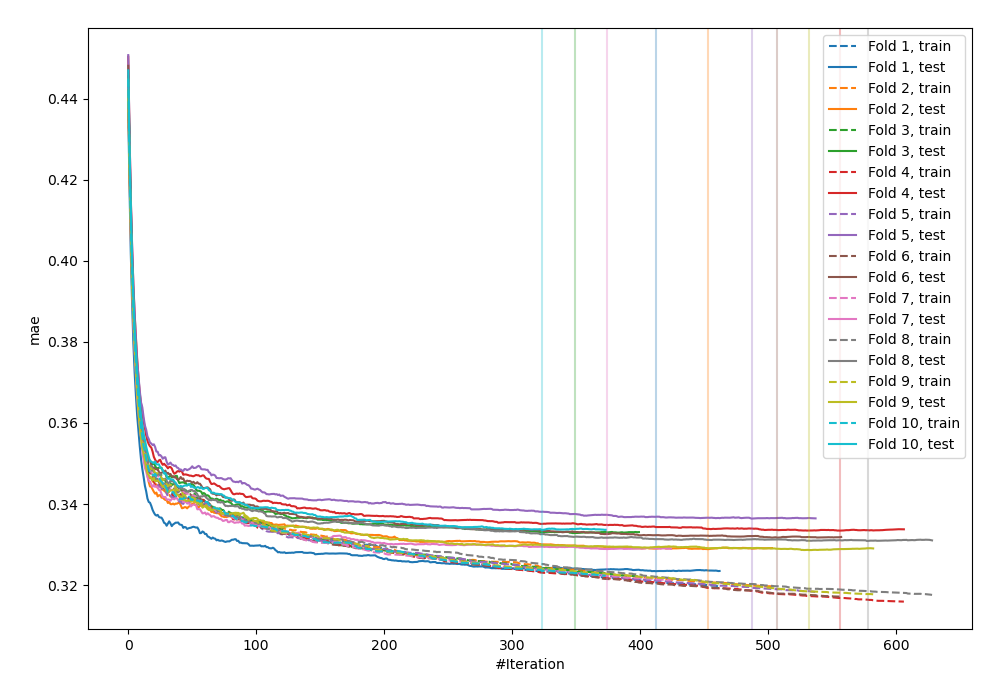 mae
0.44
0.42
0.40
0.38
0.36
0.34
0.32
0
100
200
300
400
500
600
#Iteration
Fold 1, train
Fold 1, test
Fold 2, train
Fold 2, test
Fold 3, train
Fold 3, test
Fold 4, train
Fold 4, test
Fold 5, train
Fold 5, test
Fold 6, train
Fold 6, test
Fold 7, train
Fold 7, test
Fold 8, train
Fold 8, test
Fold 9, train
Fold 9, test
Fold 10, train
Fold 10, test